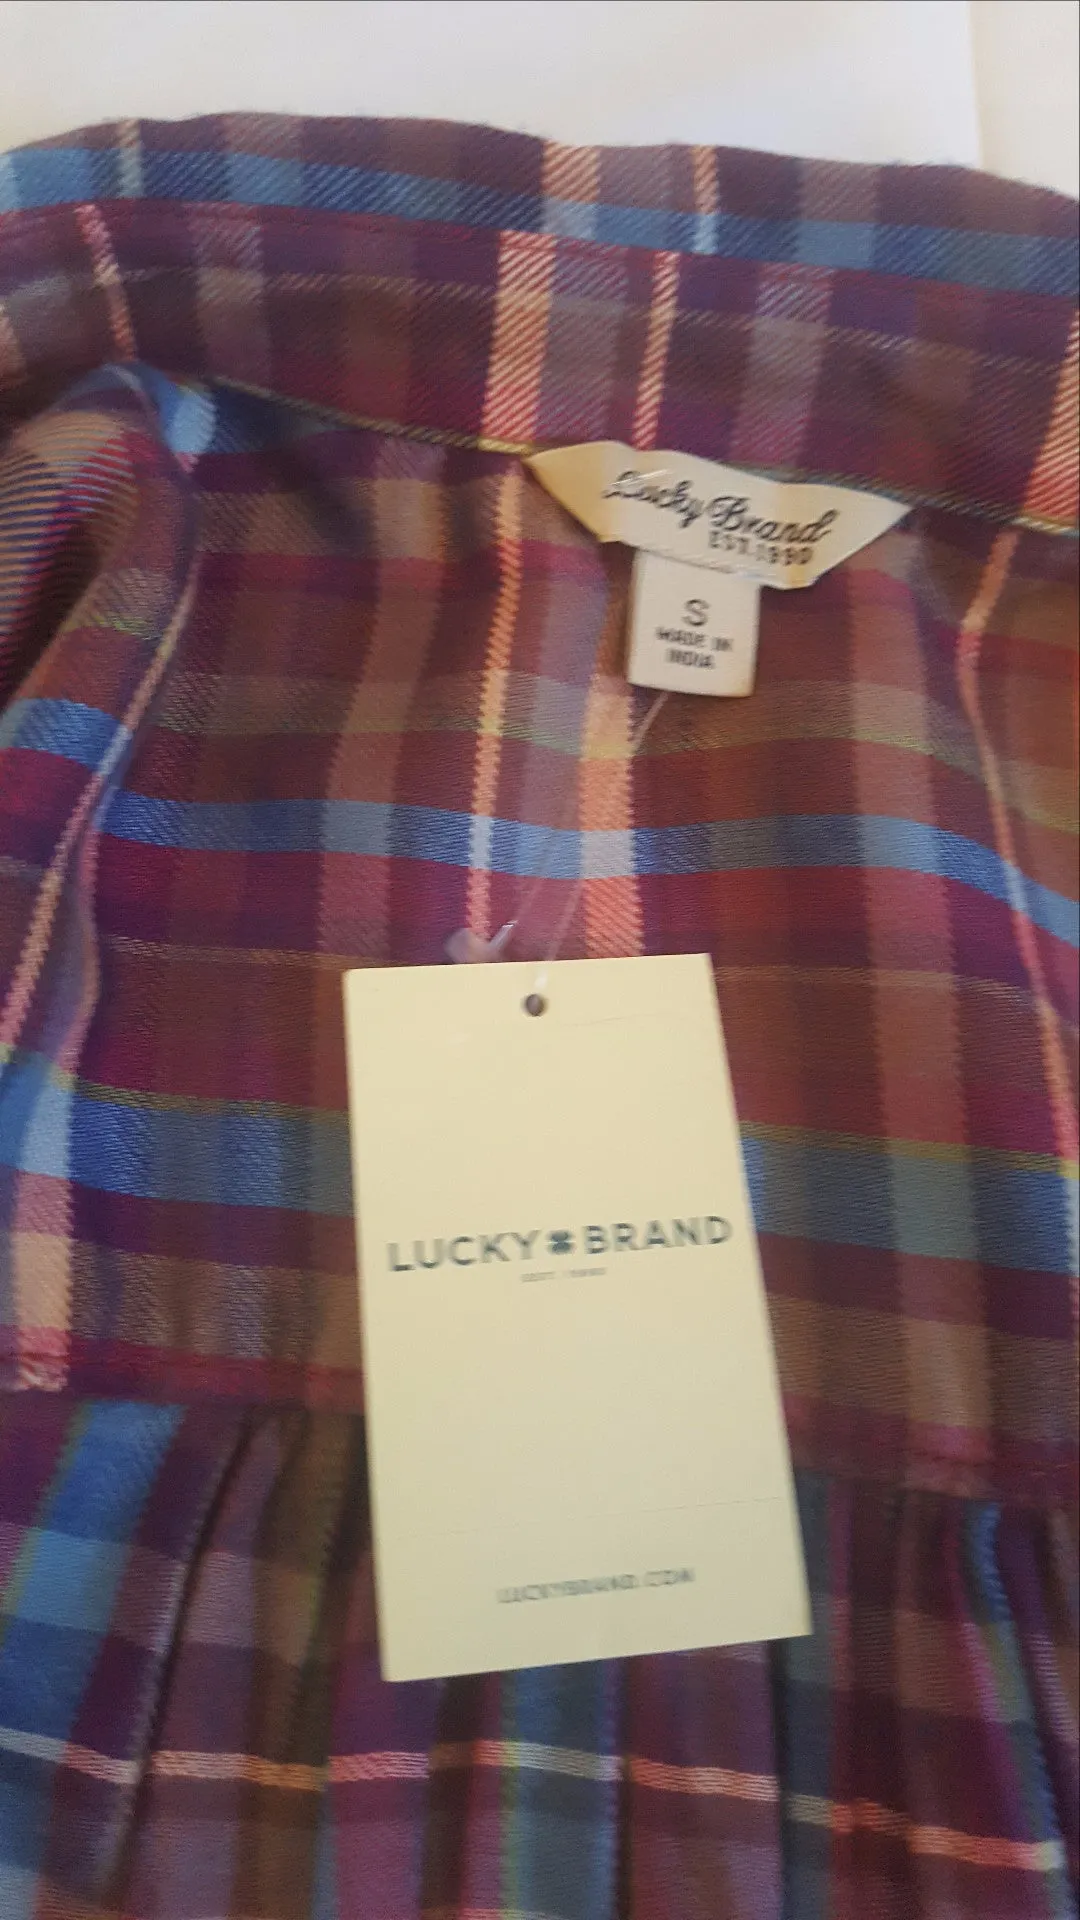 Lucky Brand
EST. 1990
S
MADE IN
INDIA
LUCKY BRAND
LUCKYBRAND.COM